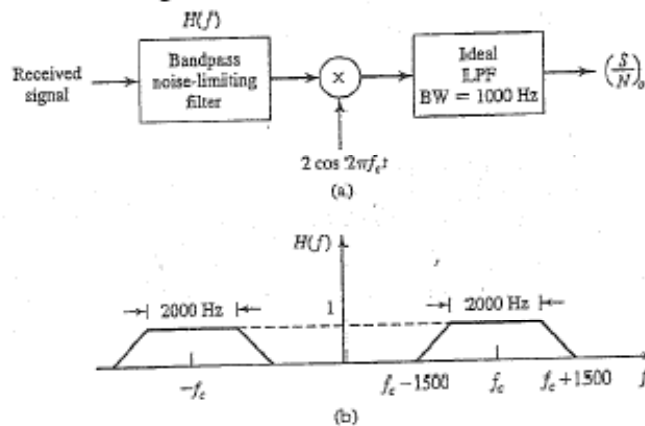 H(f)
Received signal
Bandpass noise-limiting filter
×
Ideal LPF BW = 1000 Hz
(S/N)o
2 cos 2πfct
(a)
H(f)
2000 Hz
1
2000 Hz
−fc
fc−1500
fc
fc+1500
f
(b)